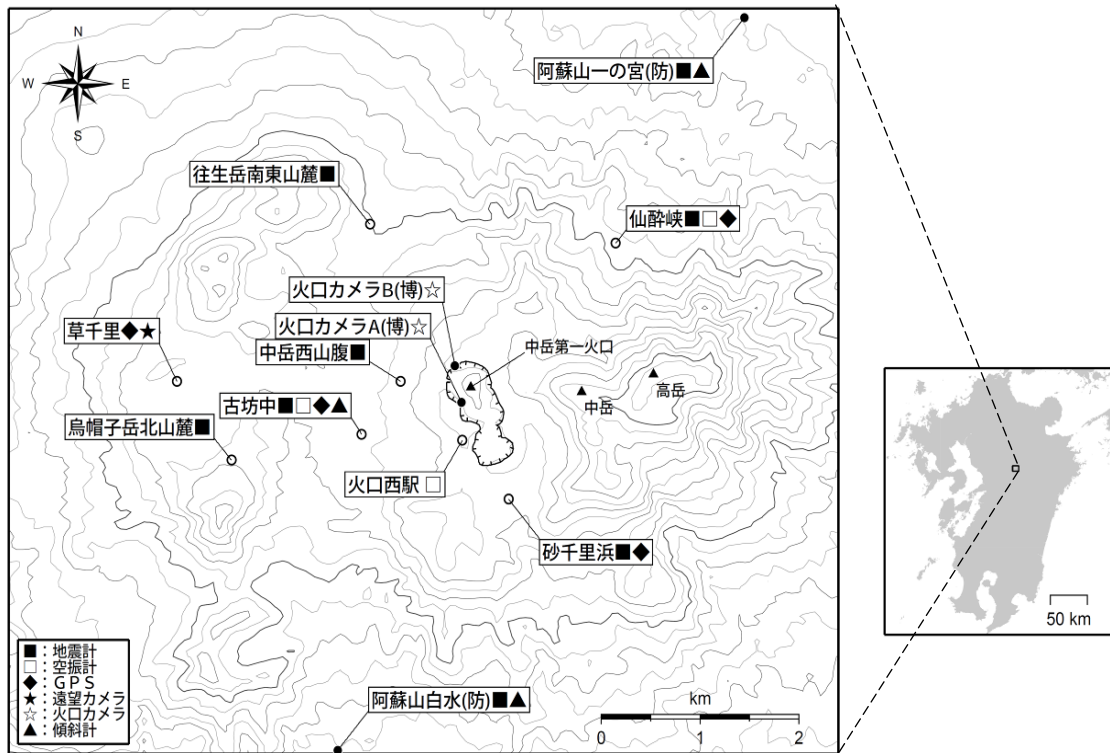 N
W
E
S
阿蘇山一の宮(防)■▲
往生岳南東山麓■
仙酔峡■□◆
火口カメラB(博)☆
火口カメラA(博)☆
草千里◆★
中岳西山腹■
中岳第一火口
高岳
中岳
古坊中■□◆▲
烏帽子岳北山麓■
火口西駅 □
砂千里浜■◆
50 km
■：地震計
□：空振計
◆：ＧＰＳ
★：遠望カメラ
☆：火口カメラ
▲：傾斜計
阿蘇山白水(防)■▲
km
0 1 2